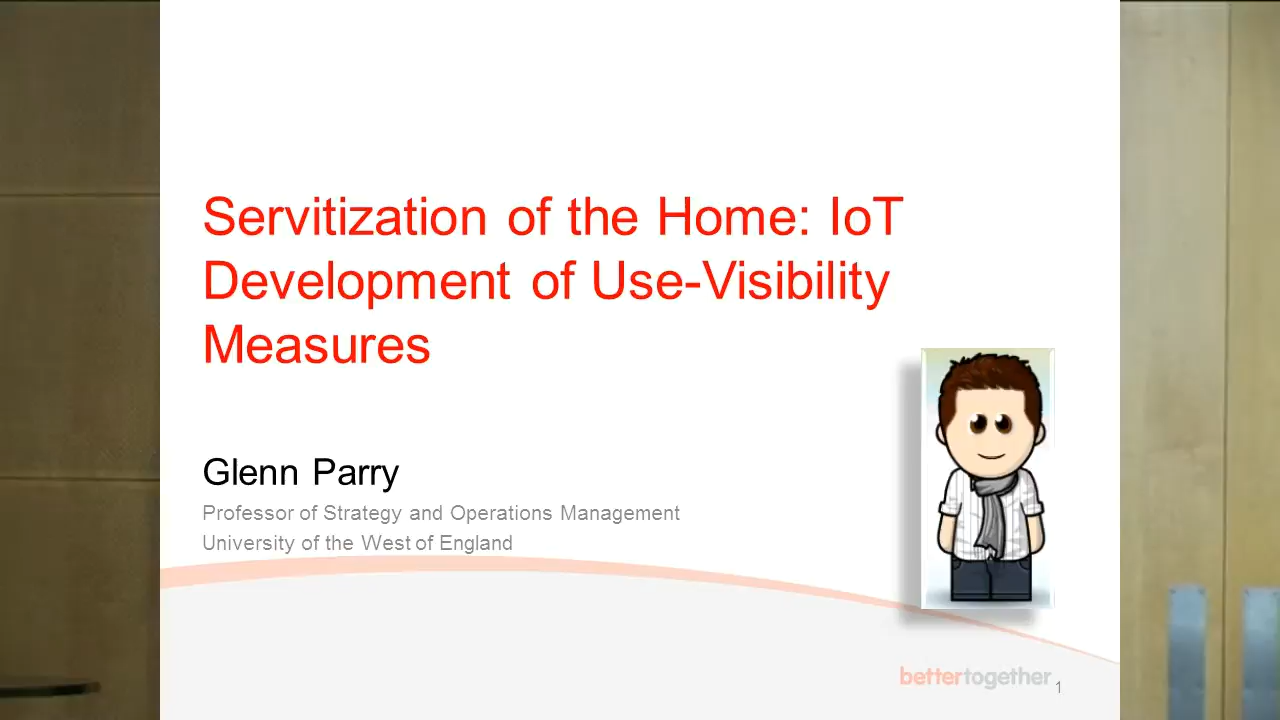 Servitization of the Home: IoT
Development of Use-Visibility
Measures
Glenn Parry
Professor of Strategy and Operations Management
University of the West of England
bettertogether
1